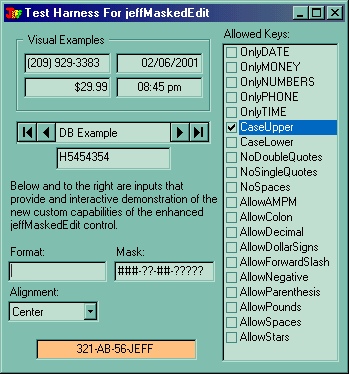 Test Harness For jeffMaskedEdit
Visual Examples
(209) 929-3383
02/06/2001
$29.99
08:45 pm
DB Example
H5454354
Below and to the right are inputs that
provide and interactive demonstration of the
new custom capabilities of the enhanced
jeffMaskedEdit control.
Format:
Mask:
###-??-##-?????
Alignment:
Center
321-AB-56-JEFF
Allowed Keys:
OnlyDATE
OnlyMONEY
OnlyNUMBERS
OnlyPHONE
OnlyTIME
CaseUpper
CaseLower
NoDoubleQuotes
NoSingleQuotes
NoSpaces
AllowAMPM
AllowColon
AllowDecimal
AllowDollarSigns
AllowForwardSlash
AllowNegative
AllowParenthesis
AllowPounds
AllowSpaces
AllowStars